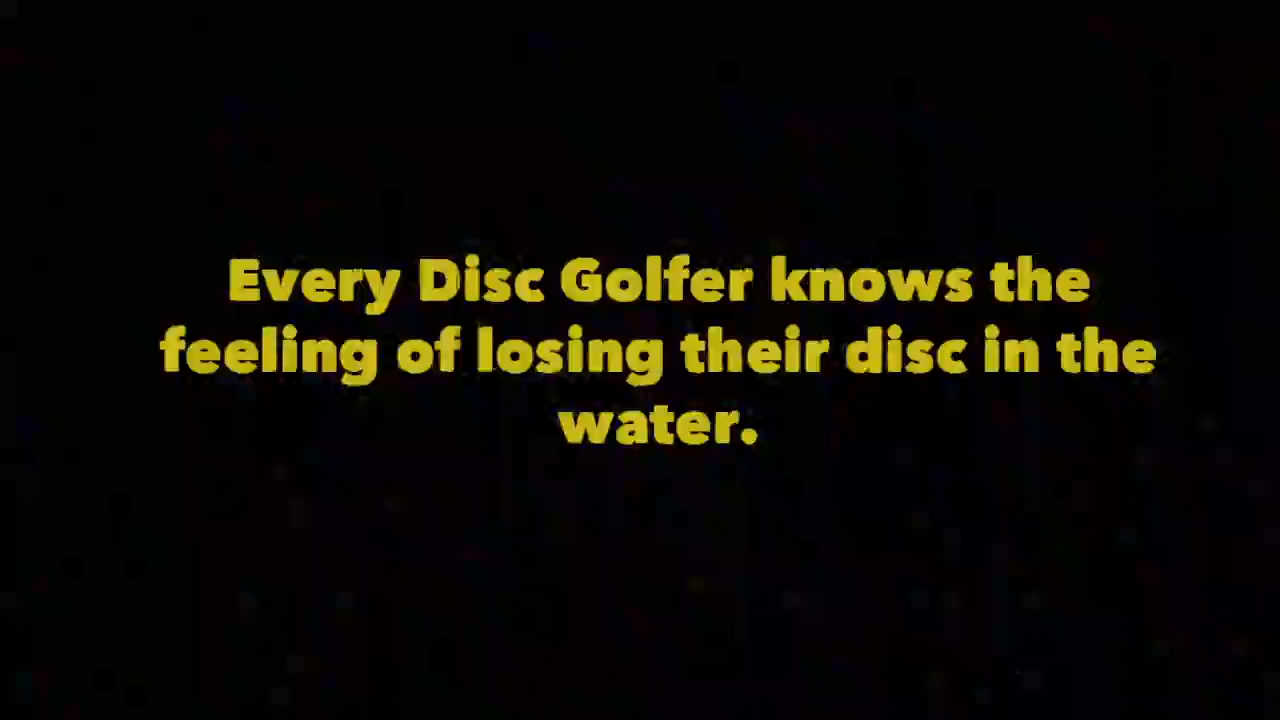 Every Disc Golfer knows the
feeling of losing their disc in the
water.